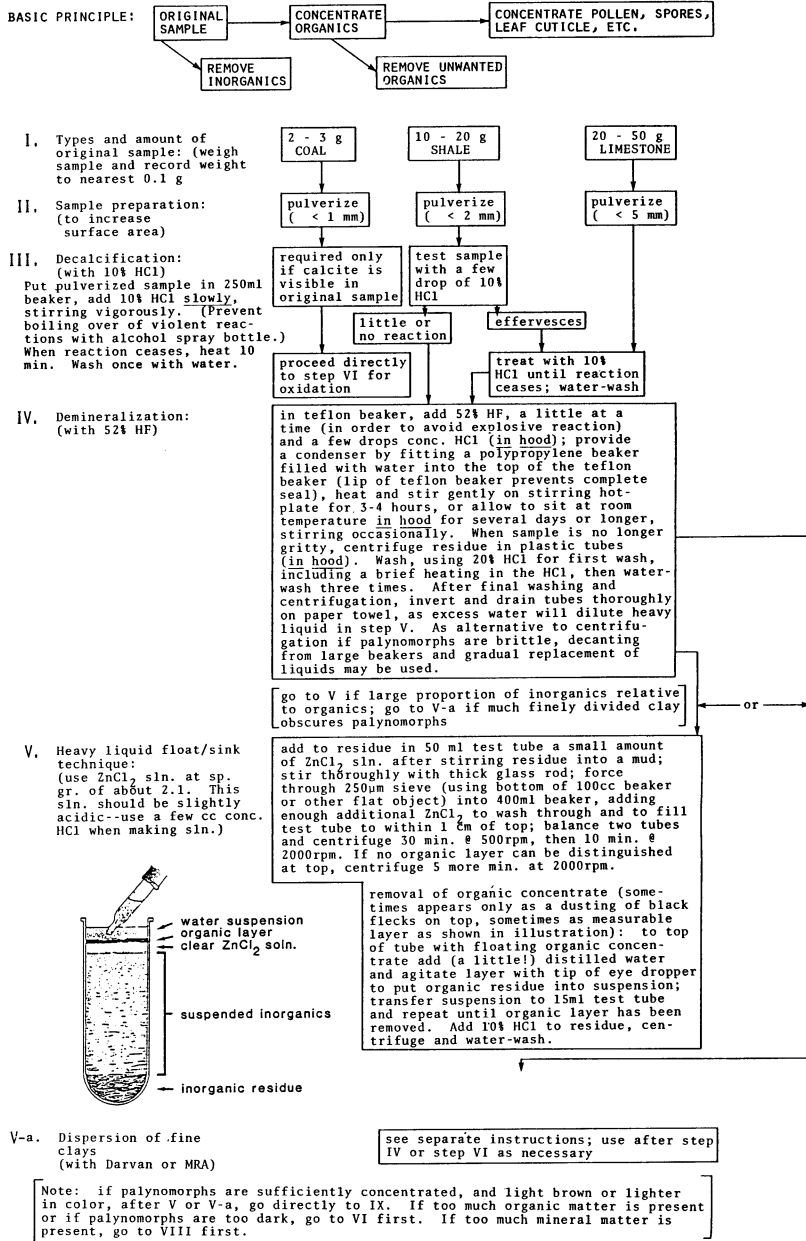 BASIC PRINCIPLE:
ORIGINAL
SAMPLE
CONCENTRATE
ORGANICS
CONCENTRATE POLLEN, SPORES,
LEAF CUTICLE, ETC.
REMOVE
INORGANICS
REMOVE UNWANTED
ORGANICS
I. Types and amount of
original sample: (weigh
sample and record weight
to nearest 0.1 g
2 - 3 g
COAL
10 - 20 g
SHALE
20 - 50 g
LIMESTONE
II. Sample preparation:
(to increase
surface area)
pulverize
( < 1 mm)
pulverize
( < 2 mm)
pulverize
( < 5 mm)
III. Decalcification:
(with 10% HCl)
Put pulverized sample in 250ml
beaker, add 10% HCl slowly,
stirring vigorously. (Prevent
boiling over of violent reac-
tions with alcohol spray bottle.)
When reaction ceases, heat 10
min. Wash once with water.
required only
if calcite is
visible in
original sample
test sample
with a few
drop of 10%
HCl
little or
no reaction
effervesces
proceed directly
to step VI for
oxidation
treat with 10%
HCl until reaction
ceases; water-wash
IV. Demineralization:
(with 52% HF)
in teflon beaker, add 52% HF, a little at a
time (in order to avoid explosive reaction)
and a few drops conc. HCl (in hood); provide
a condenser by fitting a polypropylene beaker
filled with water into the top of the teflon
beaker (lip of teflon beaker prevents complete
seal), heat and stir gently on stirring hot-
plate for 3-4 hours, or allow to sit at room
temperature in hood for several days or longer,
stirring occasionally. When sample is no longer
gritty, centrifuge residue in plastic tubes
(in hood). Wash, using 20% HCl for first wash,
including a brief heating in the HCl, then water-
wash three times. After final washing and
centrifugation, invert and drain tubes thoroughly
on paper towel, as excess water will dilute heavy
liquid in step V. As alternative to centrifu-
gation if palynomorphs are brittle, decanting
from large beakers and gradual replacement of
liquids may be used.
go to V if large proportion of inorganics relative
to organics; go to V-a if much finely divided clay
obscures palynomorphs
or
V. Heavy liquid float/sink
technique:
(use ZnCl2 sln. at sp.
gr. of about 2.1. This
sln. should be slightly
acidic--use a few cc conc.
HCl when making sln.)
add to residue in 50 ml test tube a small amount
of ZnCl2 sln. after stirring residue into a mud;
stir thoroughly with thick glass rod; force
through 250µm sieve (using bottom of 100cc beaker
or other flat object) into 400ml beaker, adding
enough additional ZnCl2 to wash through and to fill
test tube to within 1 cm of top; balance two tubes
and centrifuge 30 min. @ 500rpm, then 10 min. @
2000rpm. If no organic layer can be distinguished
at top, centrifuge 5 more min. at 2000rpm.
removal of organic concentrate (some-
times appears only as a dusting of black
flecks on top, sometimes as measurable
layer as shown in illustration): to top
of tube with floating organic concen-
trate add (a little!) distilled water
and agitate layer with tip of eye dropper
to put organic residue into suspension;
transfer suspension to 15ml test tube
and repeat until organic layer has been
removed. Add 10% HCl to residue, cen-
trifuge and water-wash.
water suspension
organic layer
clear ZnCl2 soln.
suspended inorganics
inorganic residue
V-a. Dispersion of fine
clays
(with Darvan or MRA)
see separate instructions; use after step
IV or step VI as necessary
Note: if palynomorphs are sufficiently concentrated, and light brown or lighter
in color, after V or V-a, go directly to IX. If too much organic matter is present
or if palynomorphs are too dark, go to VI first. If too much mineral matter is
present, go to VIII first.